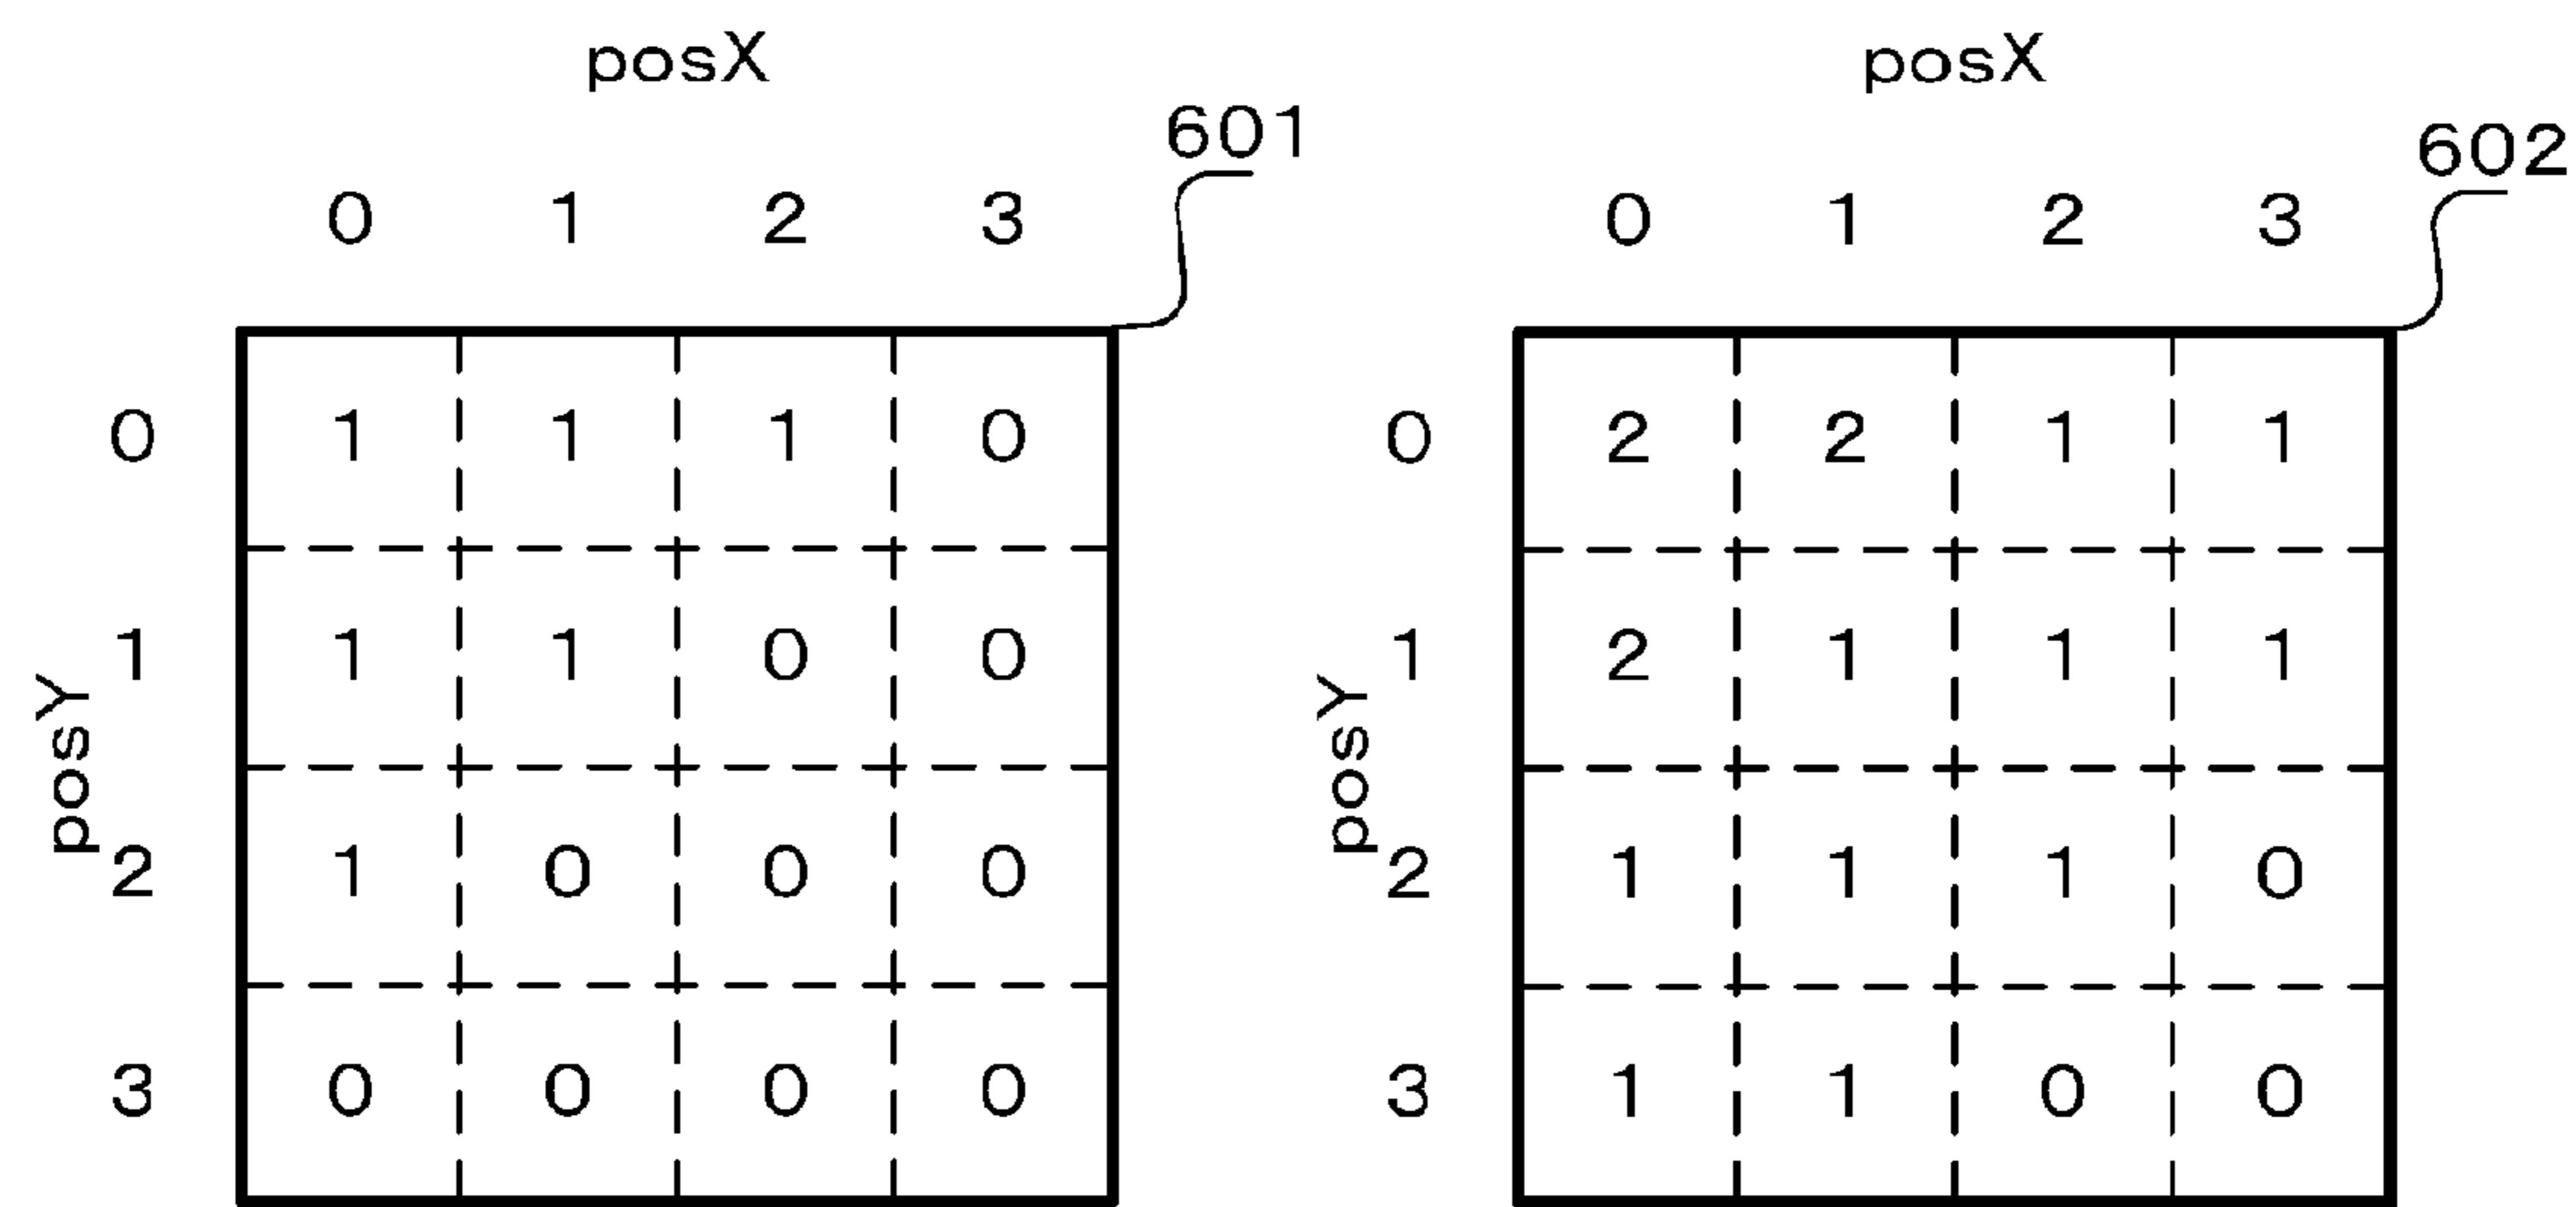 posX
601
0 1 2 3
posY
0 1 1 1 0
1 1 1 0 0
2 1 0 0 0
3 0 0 0 0
posX
602
0 1 2 3
posY
0 2 2 1 1
1 2 1 1 1
2 1 1 1 0
3 1 1 0 0